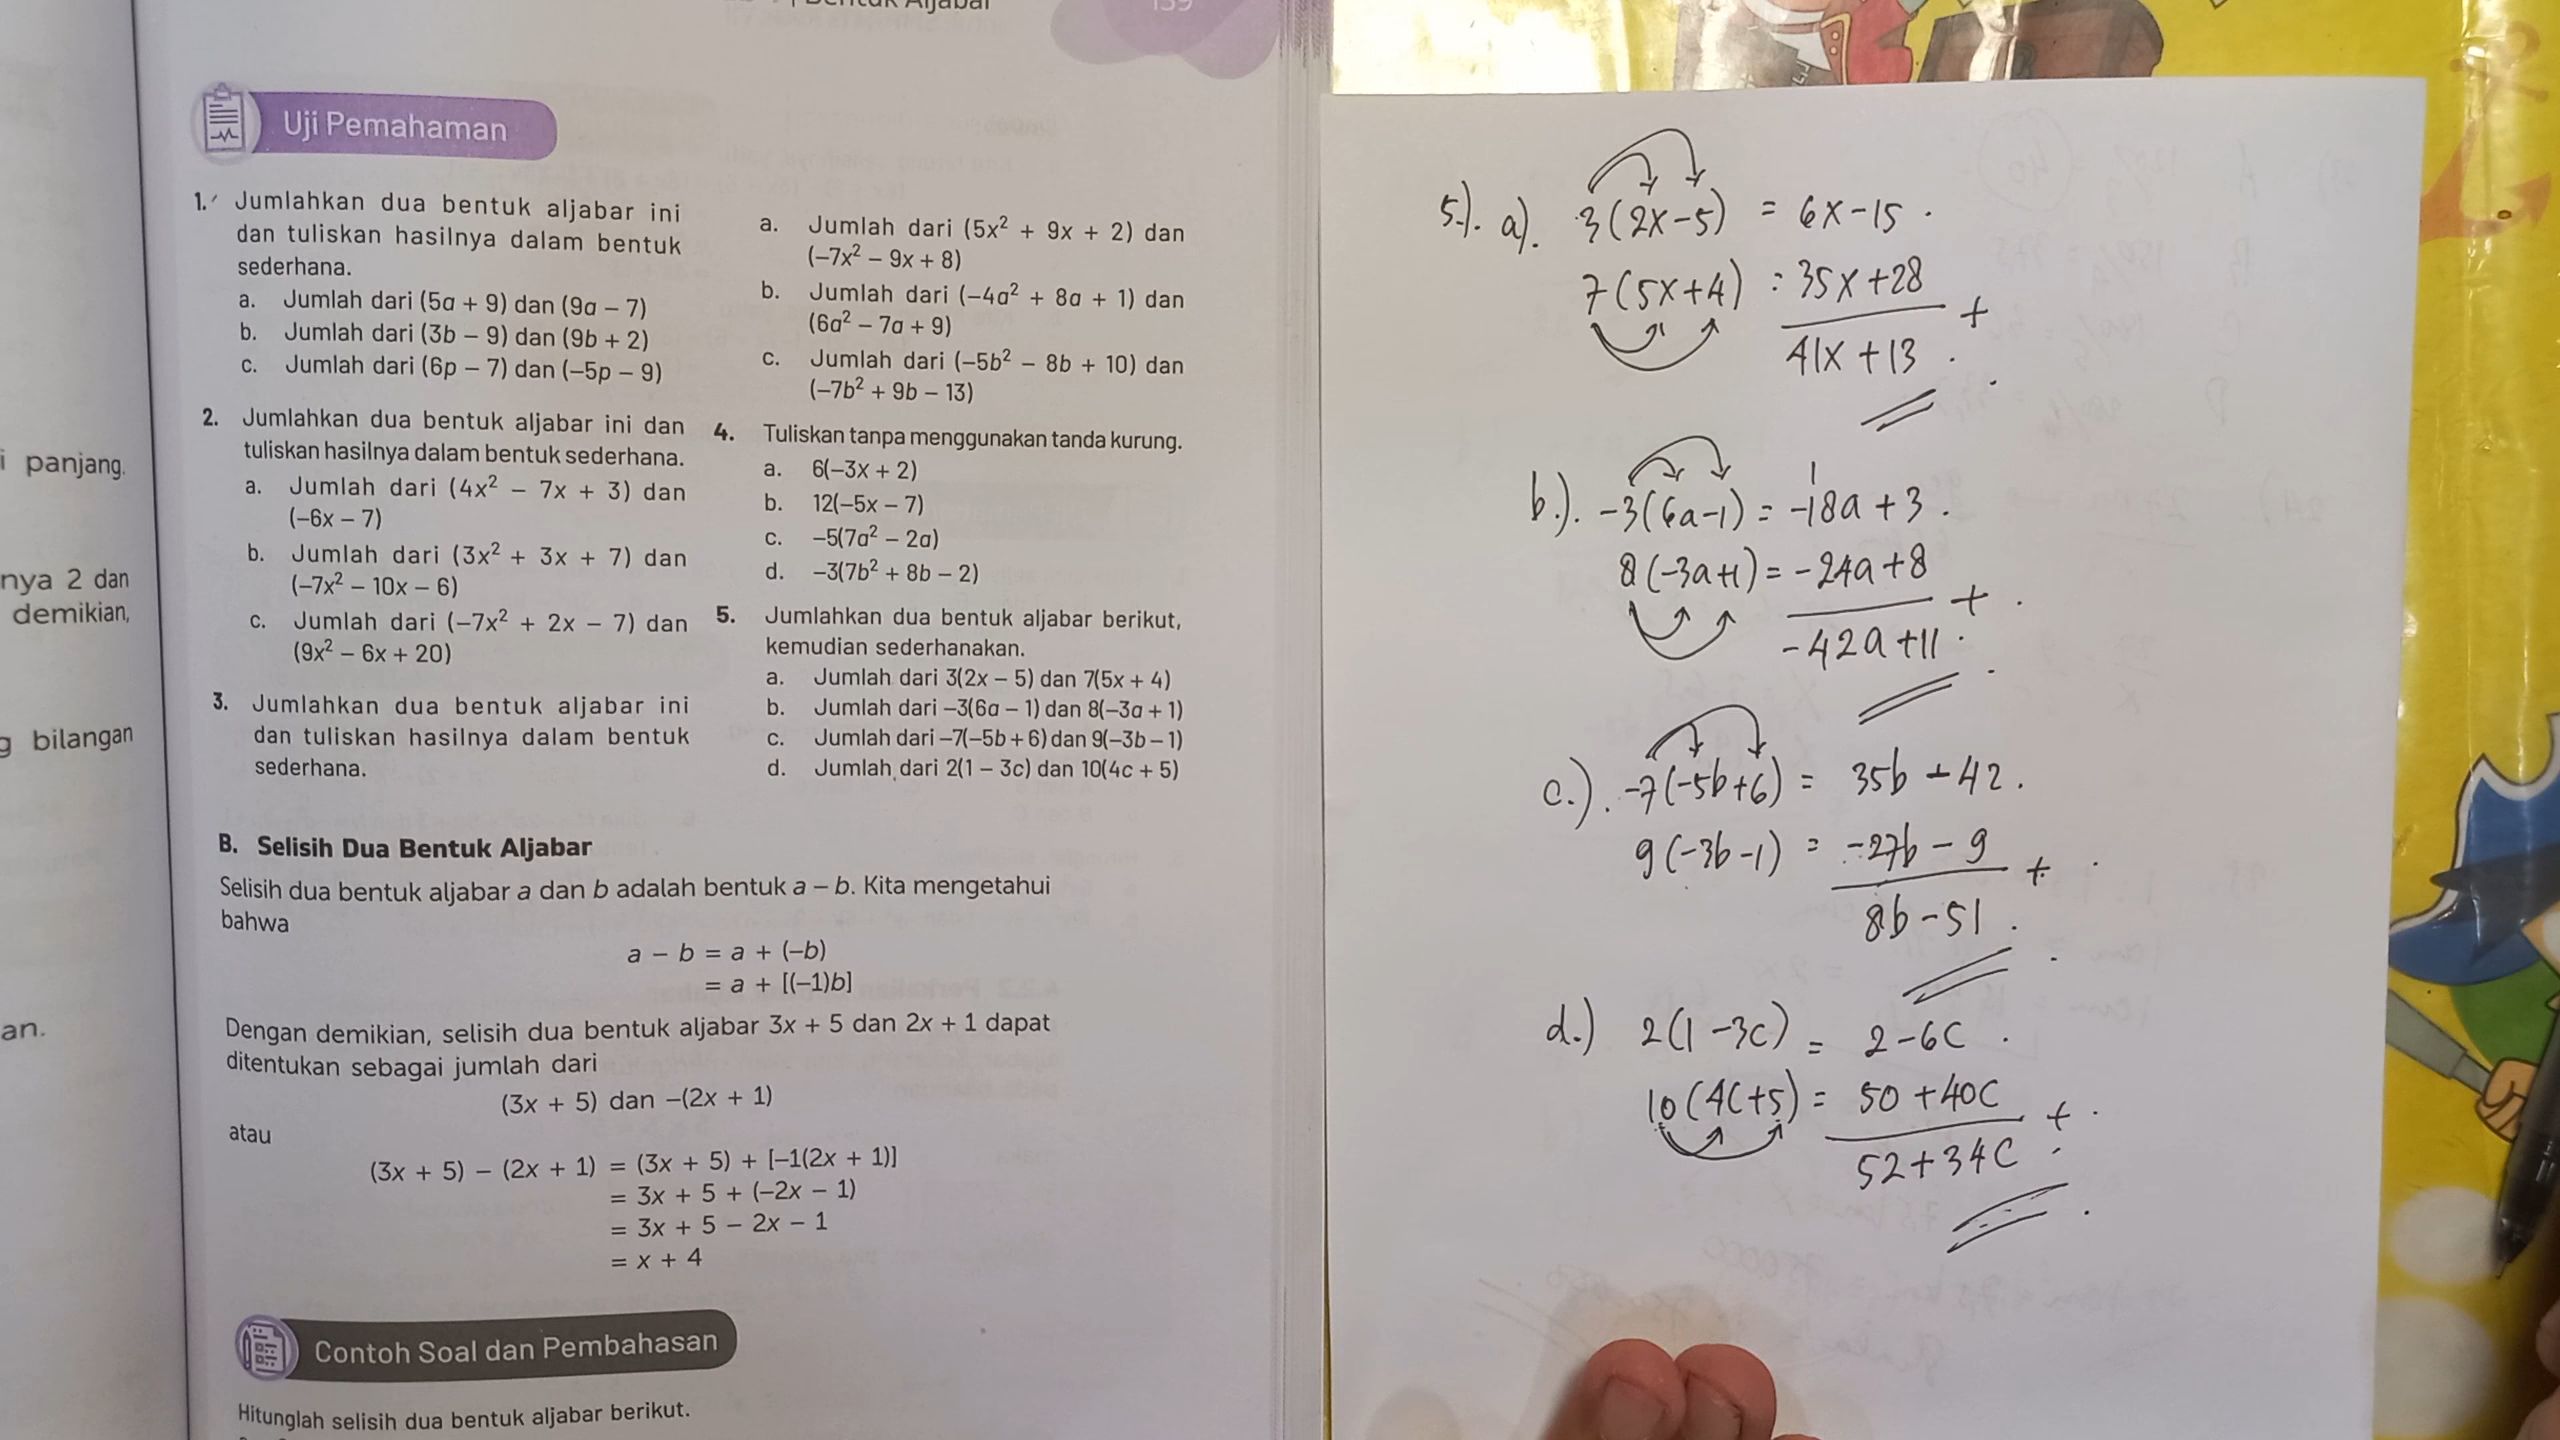 i panjang.
nya 2 dan
demikian,
g bilangan
an.
Bentuk Aljabar
159
Uji Pemahaman
1. Jumlahkan dua bentuk aljabar ini
dan tuliskan hasilnya dalam bentuk
sederhana.
a. Jumlah dari (5a + 9) dan (9a – 7)
b. Jumlah dari (3b – 9) dan (9b + 2)
c. Jumlah dari (6p – 7) dan (–5p – 9)
2. Jumlahkan dua bentuk aljabar ini dan
tuliskan hasilnya dalam bentuk sederhana.
a. Jumlah dari (4x² – 7x + 3) dan
(–6x – 7)
b. Jumlah dari (3x² + 3x + 7) dan
(–7x² – 10x – 6)
c. Jumlah dari (–7x² + 2x – 7) dan
(9x² – 6x + 20)
3. Jumlahkan dua bentuk aljabar ini
dan tuliskan hasilnya dalam bentuk
sederhana.
a. Jumlah dari (5x² + 9x + 2) dan
(–7x² – 9x + 8)
b. Jumlah dari (–4a² + 8a + 1) dan
(6a² – 7a + 9)
c. Jumlah dari (–5b² – 8b + 10) dan
(–7b² + 9b – 13)
4. Tuliskan tanpa menggunakan tanda kurung.
a. 6(–3x + 2)
b. 12(–5x – 7)
c. –5(7a² – 2a)
d. –3(7b² + 8b – 2)
5. Jumlahkan dua bentuk aljabar berikut,
kemudian sederhanakan.
a. Jumlah dari 3(2x – 5) dan 7(5x + 4)
b. Jumlah dari –3(6a – 1) dan 8(–3a + 1)
c. Jumlah dari –7(–5b + 6) dan 9(–3b – 1)
d. Jumlah dari 2(1 – 3c) dan 10(4c + 5)
B. Selisih Dua Bentuk Aljabar
Selisih dua bentuk aljabar a dan b adalah bentuk a – b. Kita mengetahui
bahwa
a – b = a + (–b)
= a + [(–1)b]
Dengan demikian, selisih dua bentuk aljabar 3x + 5 dan 2x + 1 dapat
ditentukan sebagai jumlah dari
(3x + 5) dan –(2x + 1)
atau
(3x + 5) – (2x + 1) = (3x + 5) + [–1(2x + 1)]
= 3x + 5 + (–2x – 1)
= 3x + 5 – 2x – 1
= x + 4
Contoh Soal dan Pembahasan
Hitunglah selisih dua bentuk aljabar berikut.
5.). a). 3(2x-5) = 6x-15.
7(5x+4) = 35x+28
+
41x+13.
1
b.). -3(6a-1) = -18a+3.
8(-3a+1) = -24a+8
+
-42a+11.
c.). -7(-5b+6) = 35b-42.
9(-3b-1) = -27b-9
+
8b-51.
d.) 2(1-3c) = 2-6c.
10(4c+5) = 50+40c
+
52+34c.